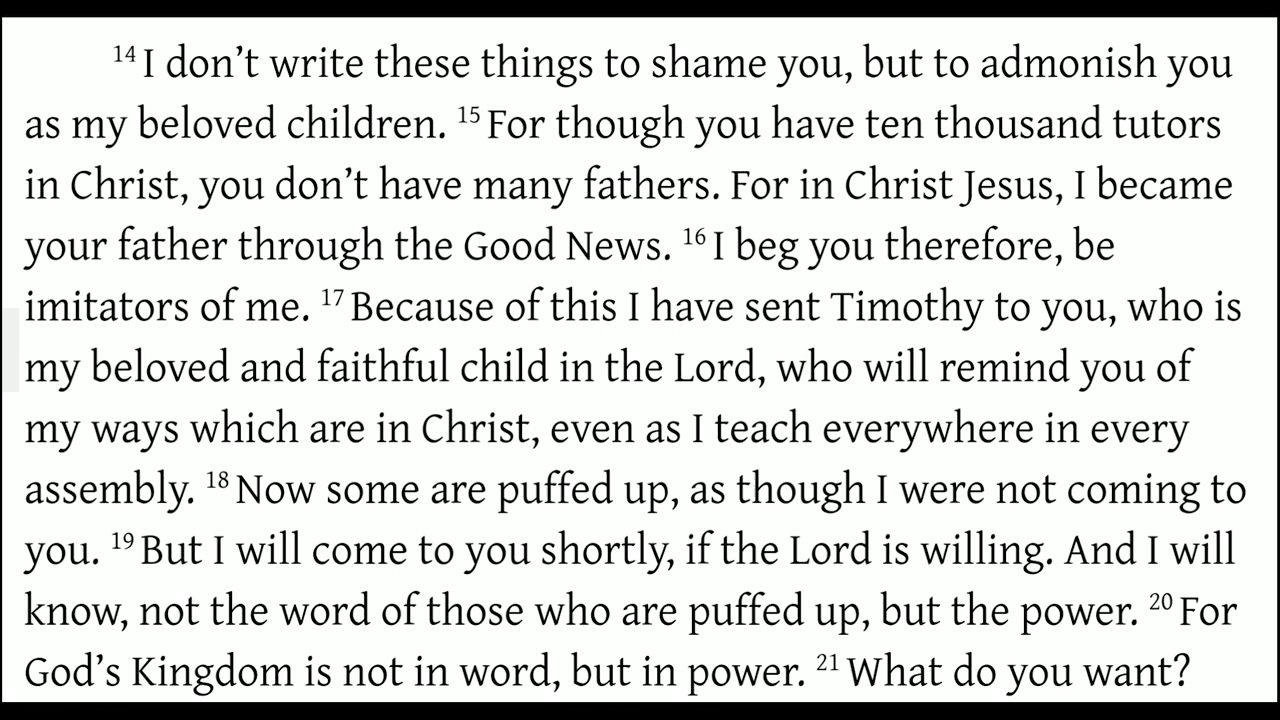 14 I don’t write these things to shame you, but to admonish you
as my beloved children. 15 For though you have ten thousand tutors
in Christ, you don’t have many fathers. For in Christ Jesus, I became
your father through the Good News. 16 I beg you therefore, be
imitators of me. 17 Because of this I have sent Timothy to you, who is
my beloved and faithful child in the Lord, who will remind you of
my ways which are in Christ, even as I teach everywhere in every
assembly. 18 Now some are puffed up, as though I were not coming to
you. 19 But I will come to you shortly, if the Lord is willing. And I will
know, not the word of those who are puffed up, but the power. 20 For
God’s Kingdom is not in word, but in power. 21 What do you want?